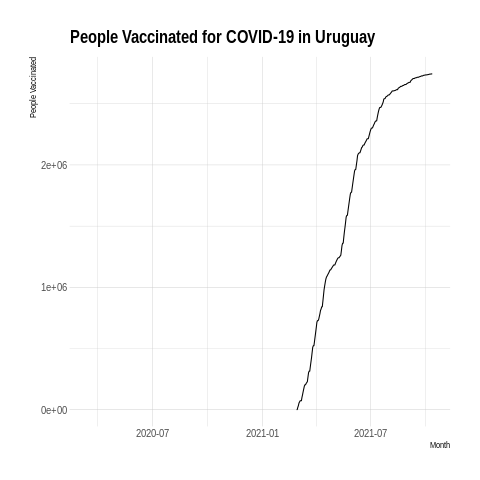 People Vaccinated for COVID-19 in Uruguay
People Vaccinated
2e+06
1e+06
0e+00
2020-07 2021-01 2021-07
Month